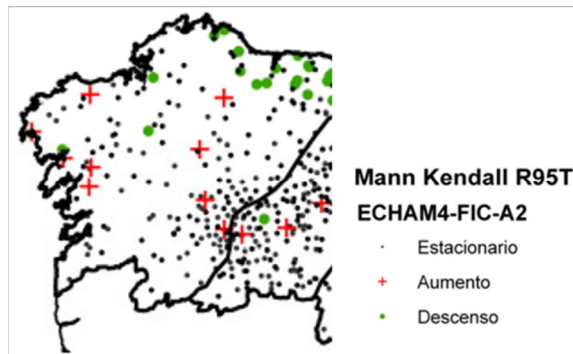 Mann Kendall R95T
ECHAM4-FIC-A2
Estacionario
Aumento
Descenso